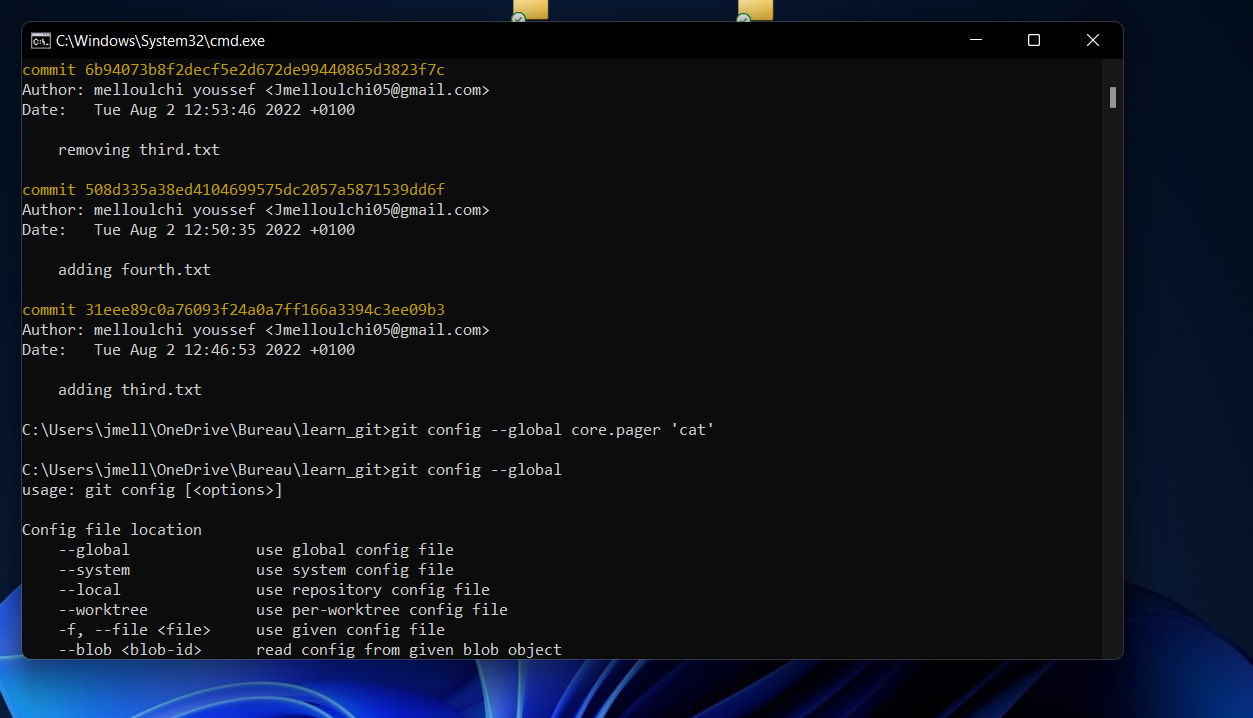 C:\Windows\System32\cmd.exe
commit 6b94073b8f2decf5e2d672de99440865d3823f7c
Author: melloulchi youssef <Jmelloulchi05@gmail.com>
Date:   Tue Aug 2 12:53:46 2022 +0100
    removing third.txt
commit 508d335a38ed4104699575dc2057a5871539dd6f
Author: melloulchi youssef <Jmelloulchi05@gmail.com>
Date:   Tue Aug 2 12:50:35 2022 +0100
    adding fourth.txt
commit 31eee89c0a76093f24a0a7ff166a3394c3ee09b3
Author: melloulchi youssef <Jmelloulchi05@gmail.com>
Date:   Tue Aug 2 12:46:53 2022 +0100
    adding third.txt
C:\Users\jmell\OneDrive\Bureau\learn_git>git config --global core.pager 'cat'
C:\Users\jmell\OneDrive\Bureau\learn_git>git config --global
usage: git config [<options>]
Config file location
    --global              use global config file
    --system              use system config file
    --local               use repository config file
    --worktree            use per-worktree config file
    -f, --file <file>     use given config file
    --blob <blob-id>      read config from given blob object